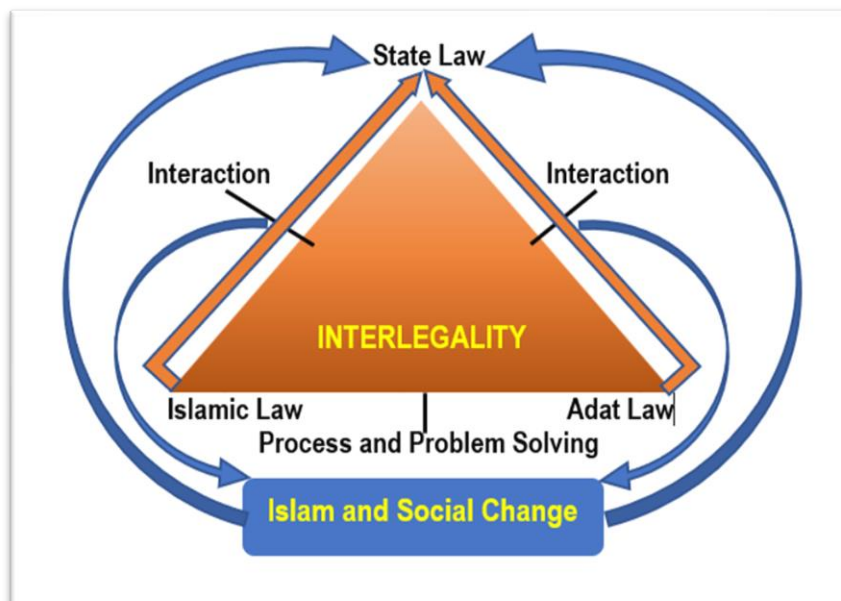 State Law
Interaction
Interaction
INTERLEGALITY
Islamic Law
Adat Law
Process and Problem Solving
Islam and Social Change